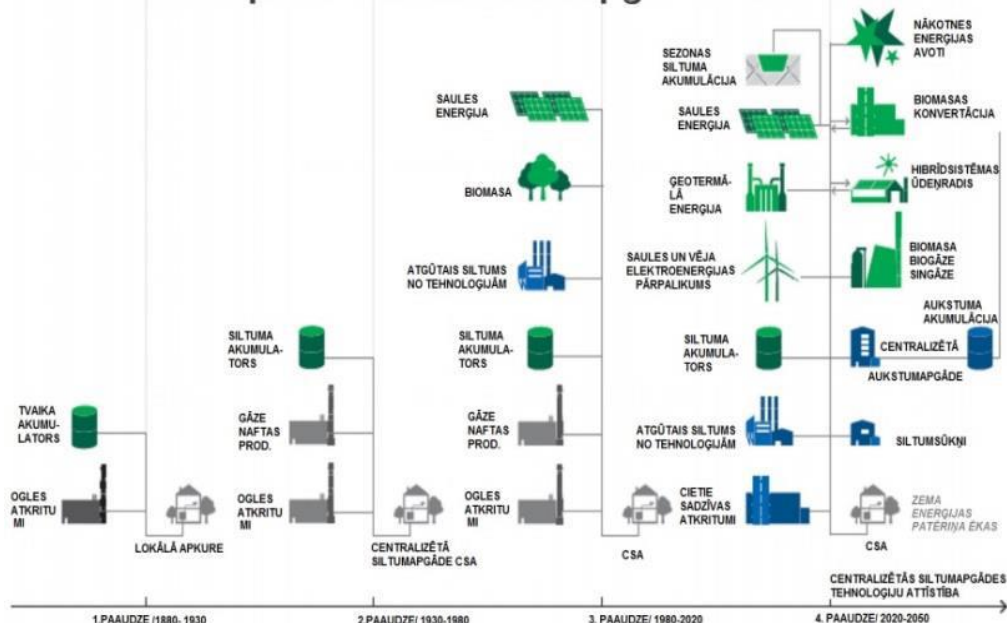 TVAIKA
AKUMU-
LATORS
OGLES
ATKRITU
MI
LOKĀLĀ APKURE
SILTUMA
AKUMULA-
TORS
GĀZE
NAFTAS
PROD.
OGLES
ATKRITU
MI
CENTRALIZĒTĀ
SILTUMAPGĀDE CSA
SAULES
ENERĢIJA
BIOMASA
ATGŪTAIS SILTUMS
NO TEHNOLOĢIJĀM
SILTUMA
AKUMULA-
TORS
GĀZE
NAFTAS
PROD.
OGLES
ATKRITU
MI
CSA
SEZONAS
SILTUMA
AKUMULĀCIJA
SAULES
ENERĢIJA
ĢEOTERMĀ-
LĀ
ENERĢIJA
SAULES UN VĒJA
ELEKTROENERĢIJAS
PĀRPALIKUMS
SILTUMA
AKUMULA-
TORS
ATGŪTAIS SILTUMS
NO TEHNOLOĢIJĀM
CIETIE
SADZĪVAS
ATKRITUMI
NĀKOTNES
ENERĢIJAS
AVOTI
BIOMASAS
KONVERTĀCIJA
HIBRĪDSISTĒMAS
ŪDEŅRADIS
BIOMASA
BIOGĀZE
SINGĀZE
AUKSTUMA
AKUMULĀCIJA
CENTRALIZĒTĀ
AUKSTUMAPGĀDE
SILTUMSŪKŅI
ZEMA
ENERĢIJAS
PATĒRIŅA ĒKAS
CSA
CENTRALIZĒTĀS SILTUMAPGĀDES
TEHNOLOĢIJU ATTĪSTĪBA
1.PAAUDZE/1880-1930
2.PAAUDZE/ 1930-1980
3. PAAUDZE/ 1980-2020
4. PAAUDZE/ 2020-2050